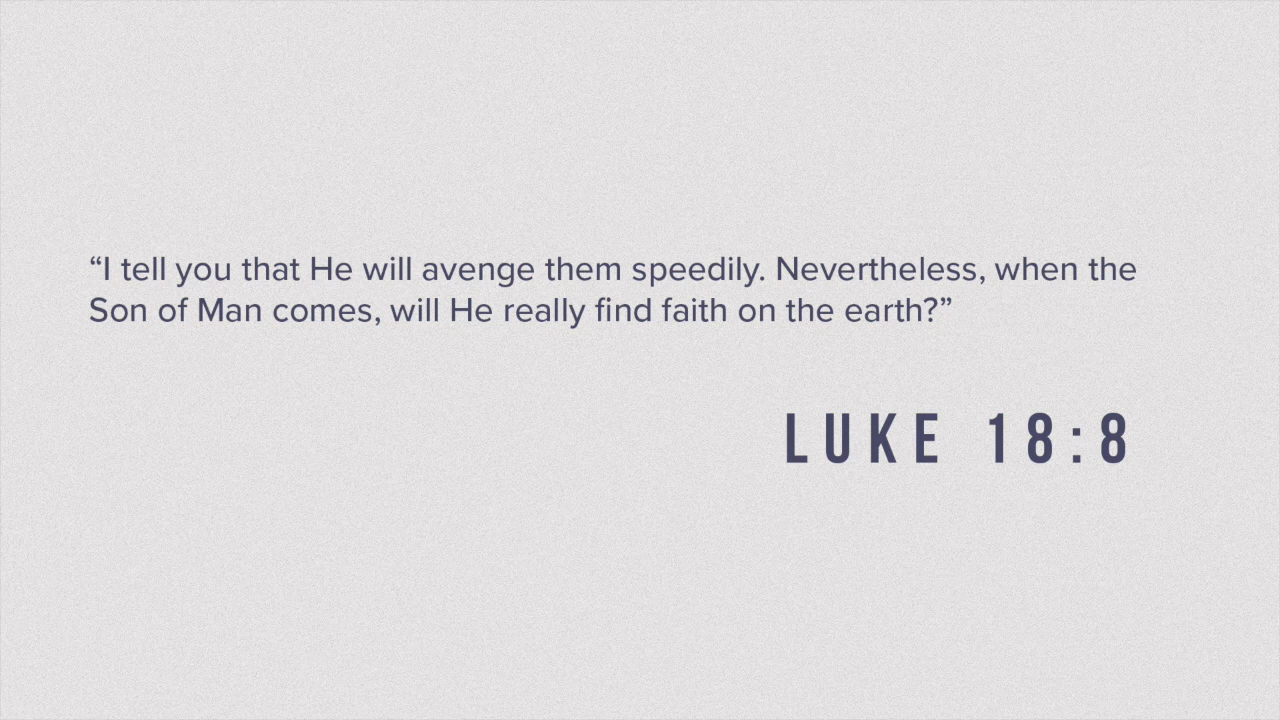 “I tell you that He will avenge them speedily. Nevertheless, when the
Son of Man comes, will He really find faith on the earth?”
LUKE 18:8